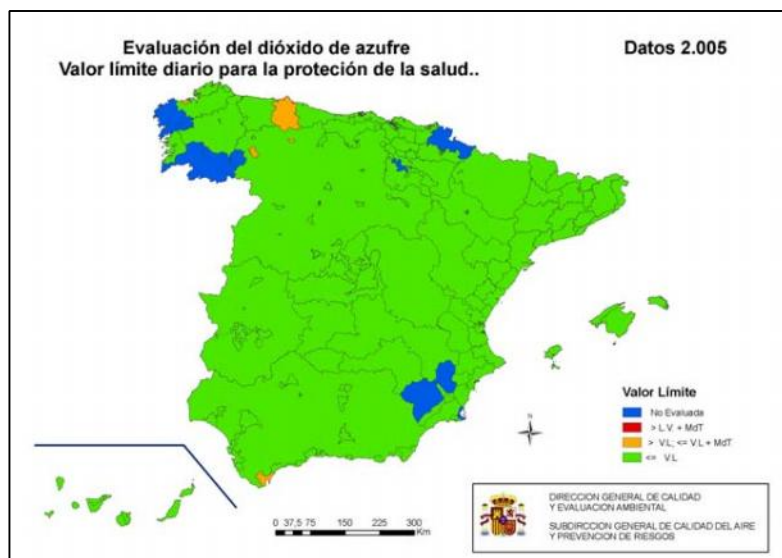 Evaluación del dióxido de azufre
Valor límite diario para la proteción de la salud..
Datos 2.005
Valor Límite
No Evaluada
> L.V. + MdT
> V.L; <= V.L + MdT
<= V.L
N
0 37,5 75 150 225 300
Km
DIRECCION GENERAL DE CALIDAD
Y EVALUACION AMBIENTAL
SUBDIRCCION GENERAL DE CALIDAD DEL AIRE
Y PREVENCION DE RIESGOS